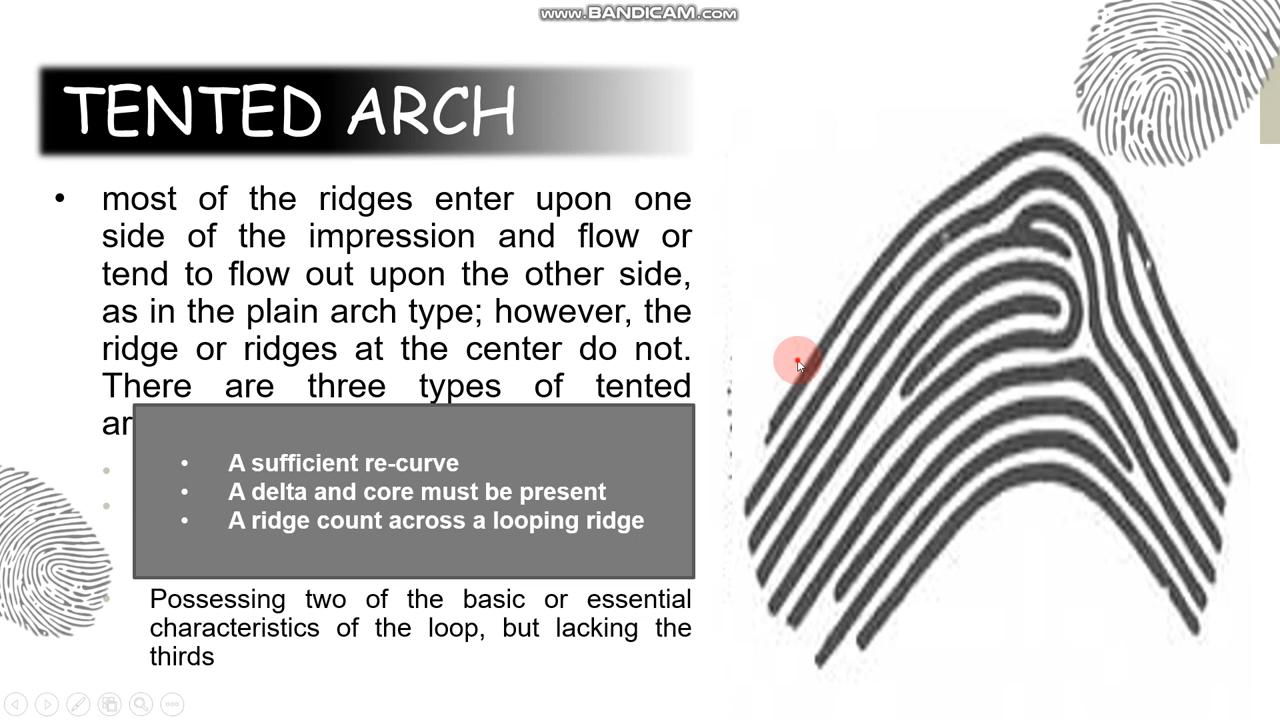 www.BANDICAM.com
TENTED ARCH
• most of the ridges enter upon one
side of the impression and flow or
tend to flow out upon the other side,
as in the plain arch type; however, the
ridge or ridges at the center do not.
There are three types of tented
• A sufficient re-curve
• A delta and core must be present
• A ridge count across a looping ridge
Possessing two of the basic or essential
characteristics of the loop, but lacking the
thirds